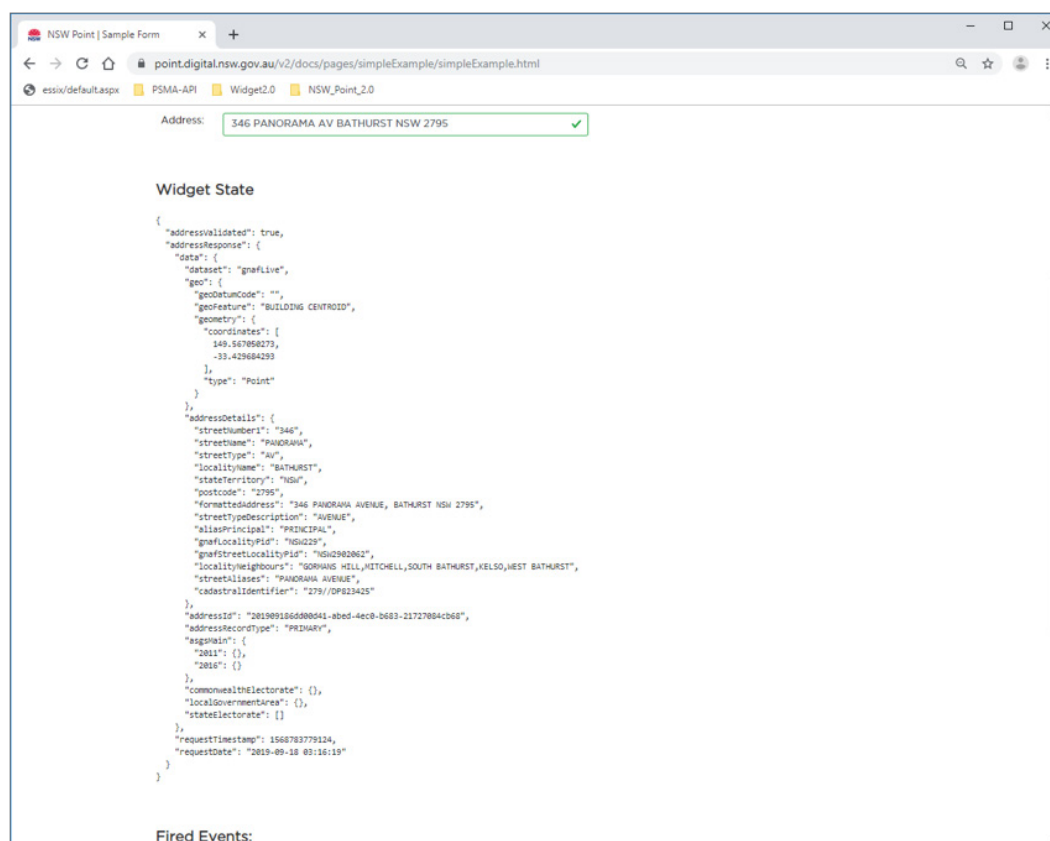 NSW Point | Sample Form
point.digital.nsw.gov.au/v2/docs/pages/simpleExample/simpleExample.html
essix/default.aspx PSMA-API Widget2.0 NSW_Point_2.0
Address: 346 PANORAMA AV BATHURST NSW 2795
Widget State
{
"addressValidated": true,
"addressResponse": {
"data": {
"dataset": "gnafLive",
"geo": {
"geoDatumCode": "",
"geoFeature": "BUILDING CENTROID",
"geometry": {
"coordinates": [
149.567050273,
-33.429684293
],
"type": "Point"
}
},
"addressDetails": {
"streetNumber1": "346",
"streetName": "PANORAMA",
"streetType": "AV",
"localityName": "BATHURST",
"stateTerritory": "NSW",
"postcode": "2795",
"formattedAddress": "346 PANORAMA AVENUE, BATHURST NSW 2795",
"streetTypeDescription": "AVENUE",
"aliasPrincipal": "PRINCIPAL",
"gnafLocalityPid": "NSW229",
"gnafStreetLocalityPid": "NSW2902062",
"localityNeighbours": "GORMANS HILL,MITCHELL,SOUTH BATHURST,KELSO,WEST BATHURST",
"streetAliases": "PANORAMA AVENUE",
"cadastralIdentifier": "279//DP823425"
},
"addressId": "201909186dd00d41-abed-4ec0-b683-21727084cb68",
"addressRecordType": "PRIMARY",
"asgsMain": {
"2011": {},
"2016": {}
},
"commonwealthElectorate": {},
"localGovernmentArea": {},
"stateElectorate": []
},
"requestTimestamp": 1568783779124,
"requestDate": "2019-09-18 03:16:19"
}
}
Fired Events: